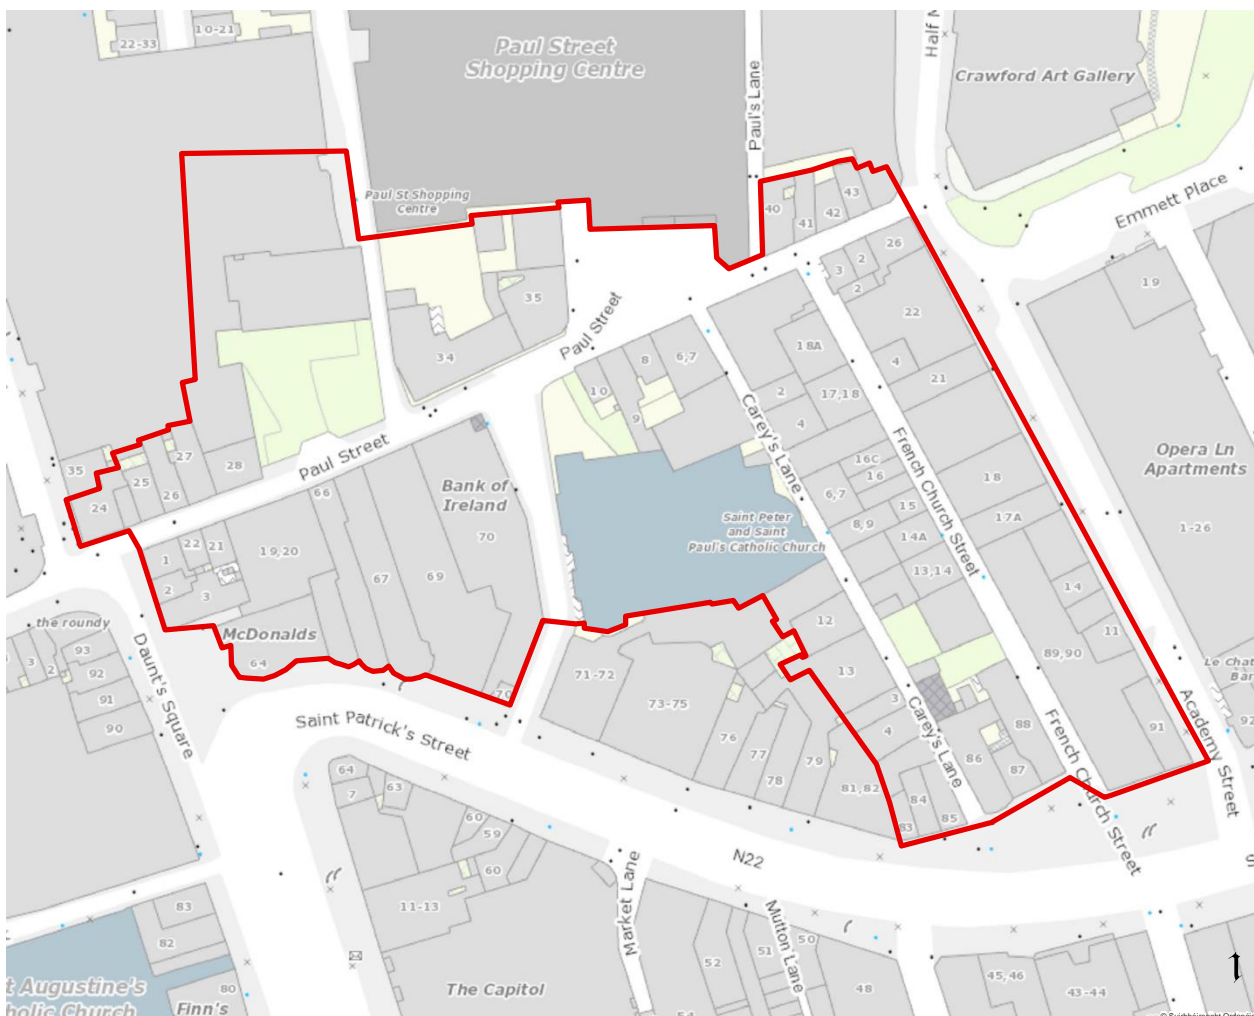 22-33
10-21
Paul Street
Shopping Centre
Paul's Lane
Crawford Art Gallery
Paul St Shopping
Centre
40
41
42
43
Emmett Place
26
2
3
2
19
22
35
Paul Street
34
18A
8
6,7
10
9
4
21
2
17,18
4
Carey's Lane
French Church Street
35
27
25
28
26
24
Paul Street
66
Bank of
Ireland
70
Opera Ln
Apartments
1-26
16C
16
18
6,7
15
17A
8,9
14A
Saint Peter
and Saint
Paul's Catholic Church
13,14
1
22
21
19,20
2
3
67
69
14
11
the roundy
93
3
2
92
91
90
McDonalds
64
70
Daunt's Square
12
13
3
4
89,90
71-72
73-75
76
77
78
79
81,82
83
84
85
86
87
88
91
Carey's Lane
French Church Street
Academy Street
Saint Patrick's Street
64
7
63
60
59
60
11-13
N22
Market Lane
Mutton Lane
83
82
80
The Capitol
52
51
50
48
45,46
43-44
Finn's